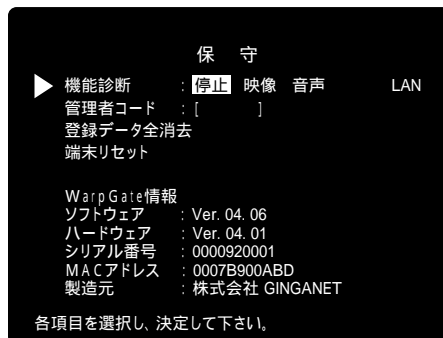 保 守
機能診断 : 停止 映像 音声 LAN
管理者コード : [ ]
登録データ全消去
端末リセット
WarpGate情報
ソフトウェア : Ver. 04. 06
ハードウェア : Ver. 04. 01
シリアル番号 : 0000920001
MACアドレス : 0007B900ABD
製造元 : 株式会社 GINGANET
各項目を選択し、決定して下さい。